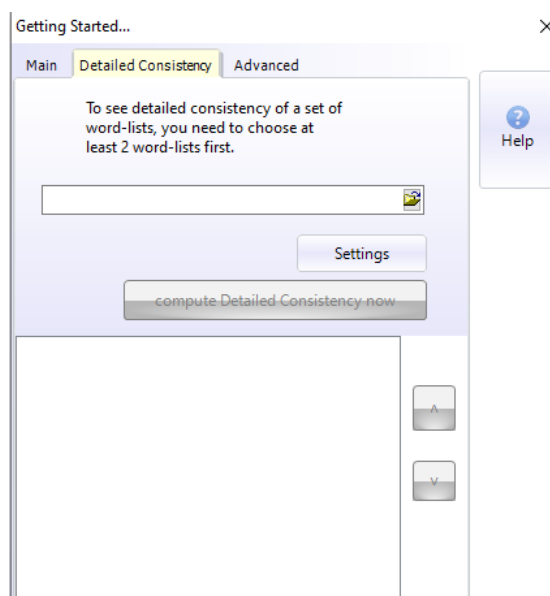 Getting Started...
Main Detailed Consistency Advanced
To see detailed consistency of a set of
word-lists, you need to choose at
least 2 word-lists first.
Help
Settings
compute Detailed Consistency now
^
v